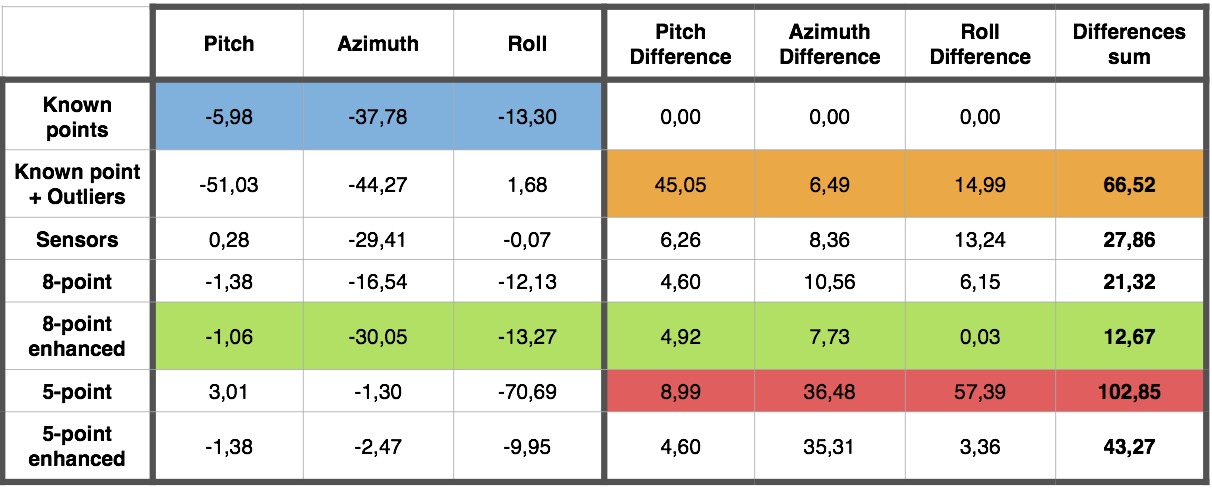 Pitch Azimuth Roll Pitch Difference Azimuth Difference Roll Difference Differences sum
Known points -5,98 -37,78 -13,30 0,00 0,00 0,00
Known point + Outliers -51,03 -44,27 1,68 45,05 6,49 14,99 66,52
Sensors 0,28 -29,41 -0,07 6,26 8,36 13,24 27,86
8-point -1,38 -16,54 -12,13 4,60 10,56 6,15 21,32
8-point enhanced -1,06 -30,05 -13,27 4,92 7,73 0,03 12,67
5-point 3,01 -1,30 -70,69 8,99 36,48 57,39 102,85
5-point enhanced -1,38 -2,47 -9,95 4,60 35,31 3,36 43,27